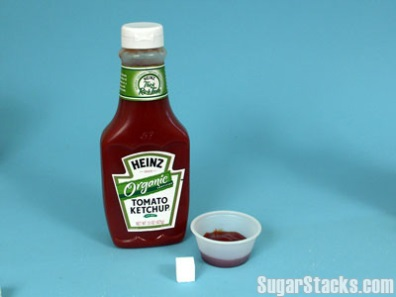 HEINZ
Organic
TOMATO
KETCHUP
SugarStacks.com